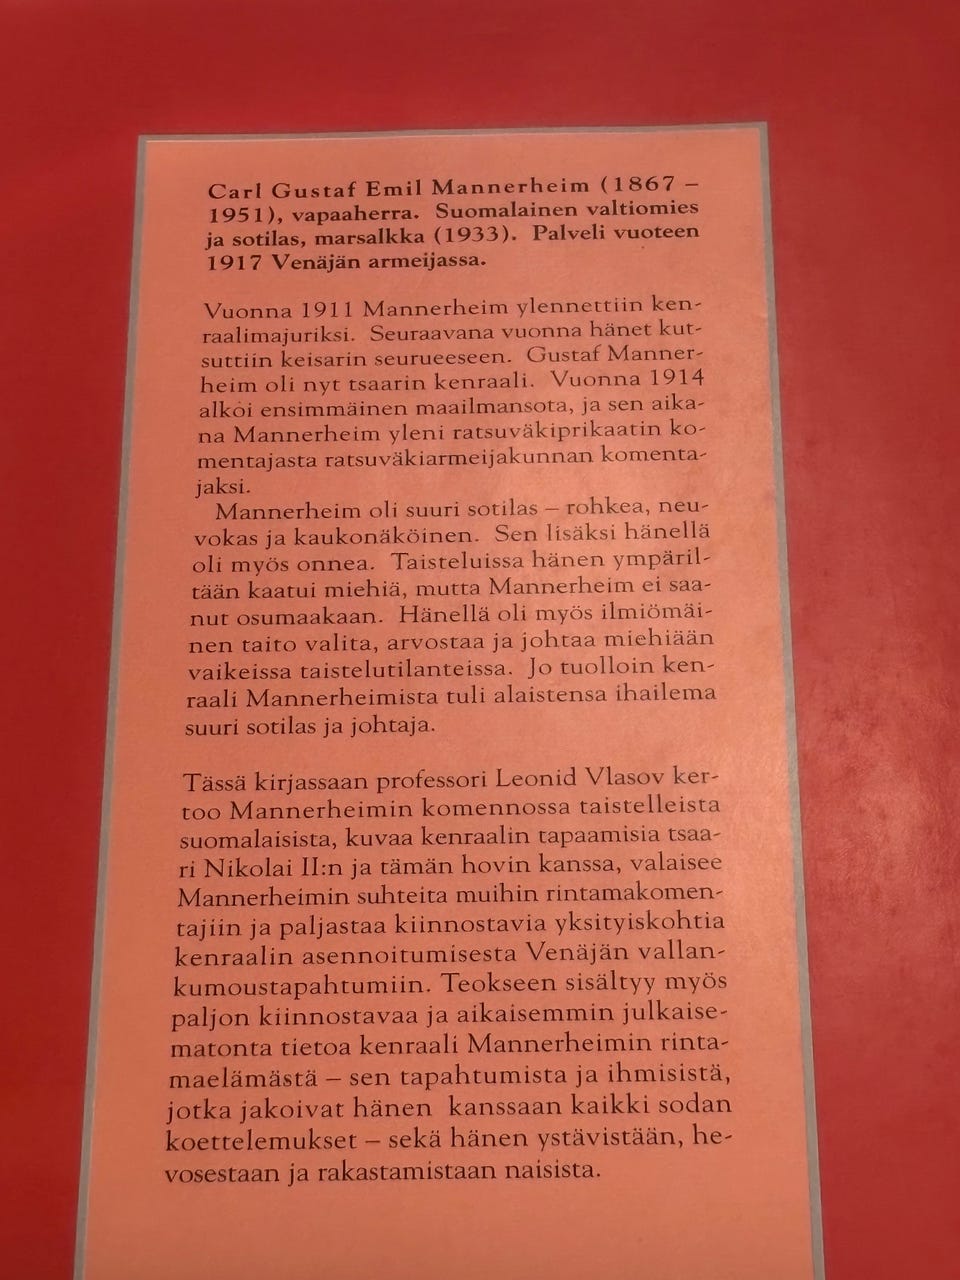 Carl Gustaf Emil Mannerheim (1867 –
1951), vapaaherra. Suomalainen valtiomies
ja sotilas, marsalkka (1933). Palveli vuoteen
1917 Venäjän armeijassa.
Vuonna 1911 Mannerheim ylennettiin ken-
raalimajuriksi. Seuraavana vuonna hänet kut-
suttiin keisarin seurueeseen. Gustaf Manner-
heim oli nyt tsaarin kenraali. Vuonna 1914
alkoi ensimmäinen maailmansota, ja sen aika-
na Mannerheim yleni ratsuväkiprikaatin ko-
mentajasta ratsuväkiarmeijakunnan komenta-
jaksi.
Mannerheim oli suuri sotilas – rohkea, neu-
vokas ja kaukonäköinen. Sen lisäksi hänellä
oli myös onnea. Taisteluissa hänen ympäril-
tään kaatui miehiä, mutta Mannerheim ei saa-
nut osumaakaan. Hänellä oli myös ilmiömäi-
nen taito valita, arvostaa ja johtaa miehiään
vaikeissa taistelutilanteissa. Jo tuolloin ken-
raali Mannerheimista tuli alaistensa ihailema
suuri sotilas ja johtaja.
Tässä kirjassaan professori Leonid Vlasov ker-
too Mannerheimin komennossa taistelleista
suomalaisista, kuvaa kenraalin tapaamisia tsaa-
ri Nikolai II:n ja tämän hovin kanssa, valaisee
Mannerheimin suhteita muihin rintamakomen-
tajiin ja paljastaa kiinnostavia yksityiskohtia
kenraalin asennoitumisesta Venäjän vallan-
kumoustapahtumiin. Teokseen sisältyy myös
paljon kiinnostavaa ja aikaisemmin julkaise-
matonta tietoa kenraali Mannerheimin rinta-
maelämästä – sen tapahtumista ja ihmisistä,
jotka jakoivat hänen kanssaan kaikki sodan
koettelemukset – sekä hänen ystävistään, he-
vosestaan ja rakastamistaan naisista.